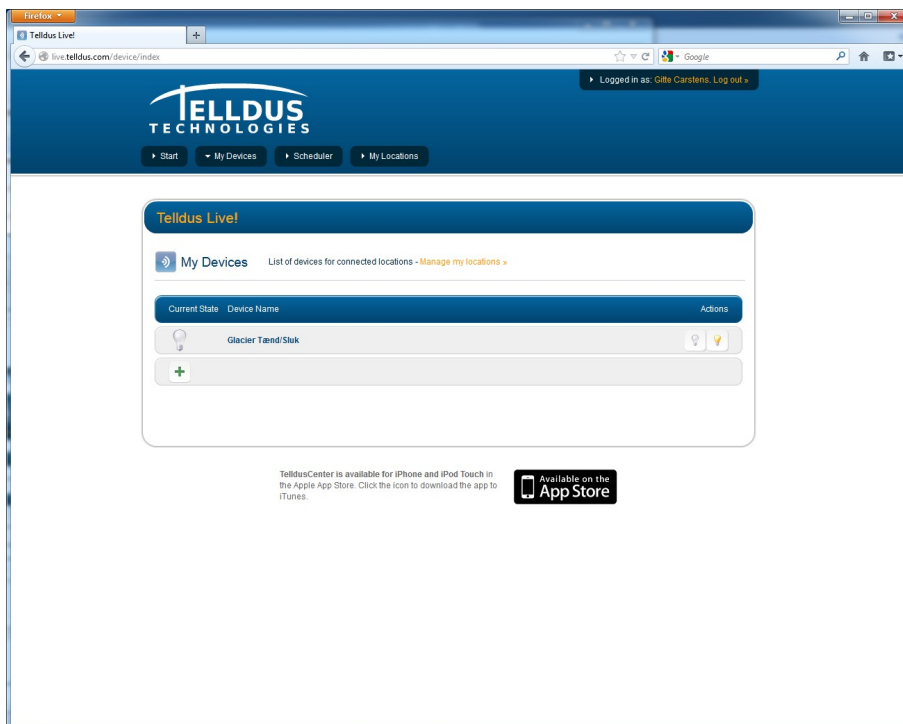 Firefox
Telldus Live!
live.telldus.com/device/index
Google
Logged in as: Gitte Carstens. Log out »
TELLDUS
TECHNOLOGIES
Start
My Devices
Scheduler
My Locations
Telldus Live!
My Devices
List of devices for connected locations - Manage my locations »
Current State Device Name Actions
Glacier Tænd/Sluk
TelldusCenter is available for iPhone and iPod Touch in
the Apple App Store. Click the icon to download the app to
iTunes.
Available on the
App Store